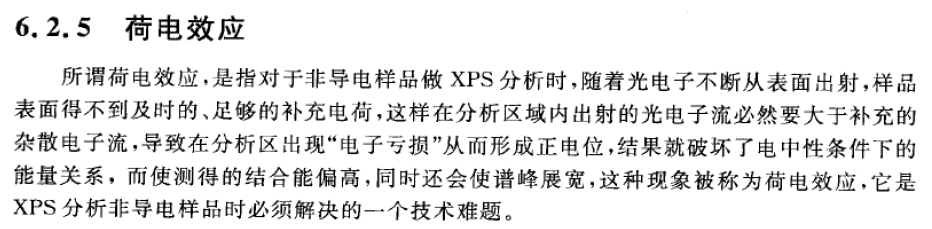 6.2.5 荷电效应
所谓荷电效应,是指对于非导电样品做 XPS 分析时,随着光电子不断从表面出射,样品
表面得不到及时的、足够的补充电荷,这样在分析区域内出射的光电子流必然要大于补充的
杂散电子流,导致在分析区出现“电子亏损”从而形成正电位,结果就破坏了电中性条件下的
能量关系，而使测得的结合能偏高,同时还会使谱峰展宽,这种现象被称为荷电效应,它是
XPS 分析非导电样品时必须解决的一个技术难题。